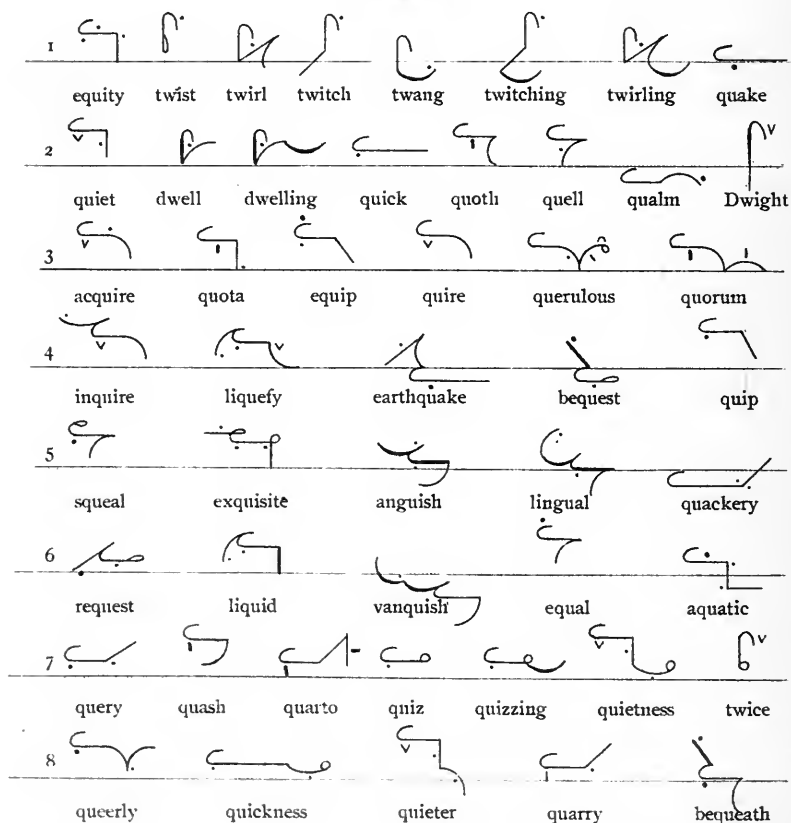 1
equity twist twirl twitch twang twitching twirling quake
2
quiet dwell dwelling quick quoth quell qualm Dwight
3
acquire quota equip quire querulous quorum
4
inquire liquefy earthquake bequest quip
5
squeal exquisite anguish lingual quackery
6
request liquid vanquish equal aquatic
7
query quash quarto qniz quizzing quietness twice
8
queerly quickness quieter quarry bequeath